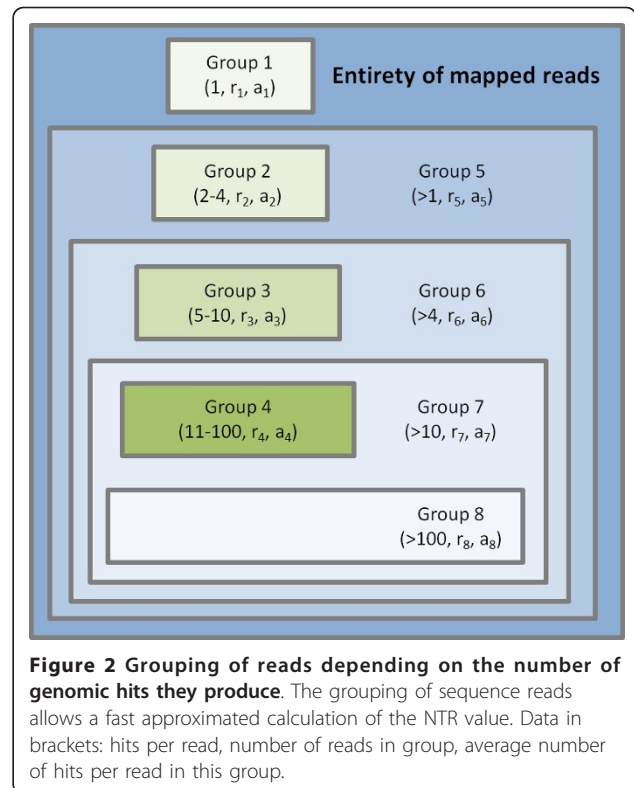 Group 1
(1, r₁, a₁)
Entirety of mapped reads
Group 2
(2-4, r₂, a₂)
Group 5
(>1, r₅, a₅)
Group 3
(5-10, r₃, a₃)
Group 6
(>4, r₆, a₆)
Group 4
(11-100, r₄, a₄)
Group 7
(>10, r₇, a₇)
Group 8
(>100, r₈, a₈)
Figure 2 Grouping of reads depending on the number of
genomic hits they produce. The grouping of sequence reads
allows a fast approximated calculation of the NTR value. Data in
brackets: hits per read, number of reads in group, average number
of hits per read in this group.